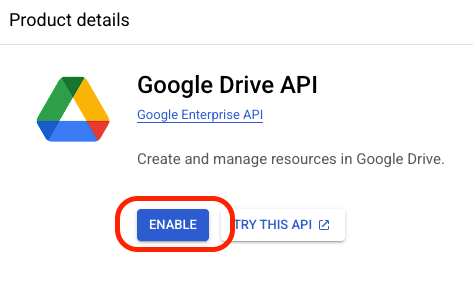 Product details
Google Drive API
Google Enterprise API
Create and manage resources in Google Drive.
ENABLE
TRY THIS API